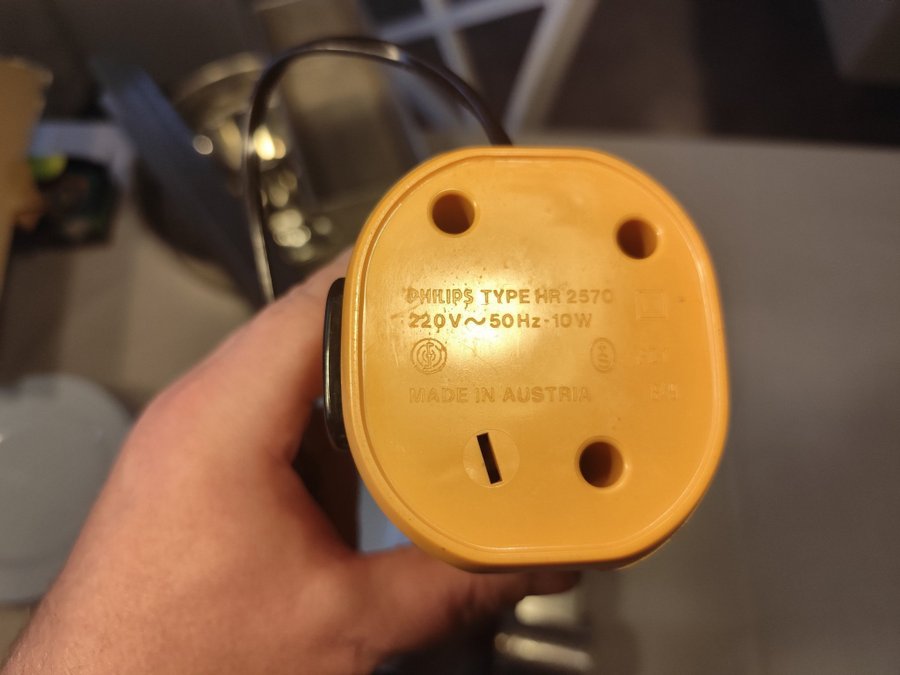 PHILIPS TYPE HR 2570
220V~50Hz-10W
MADE IN AUSTRIA